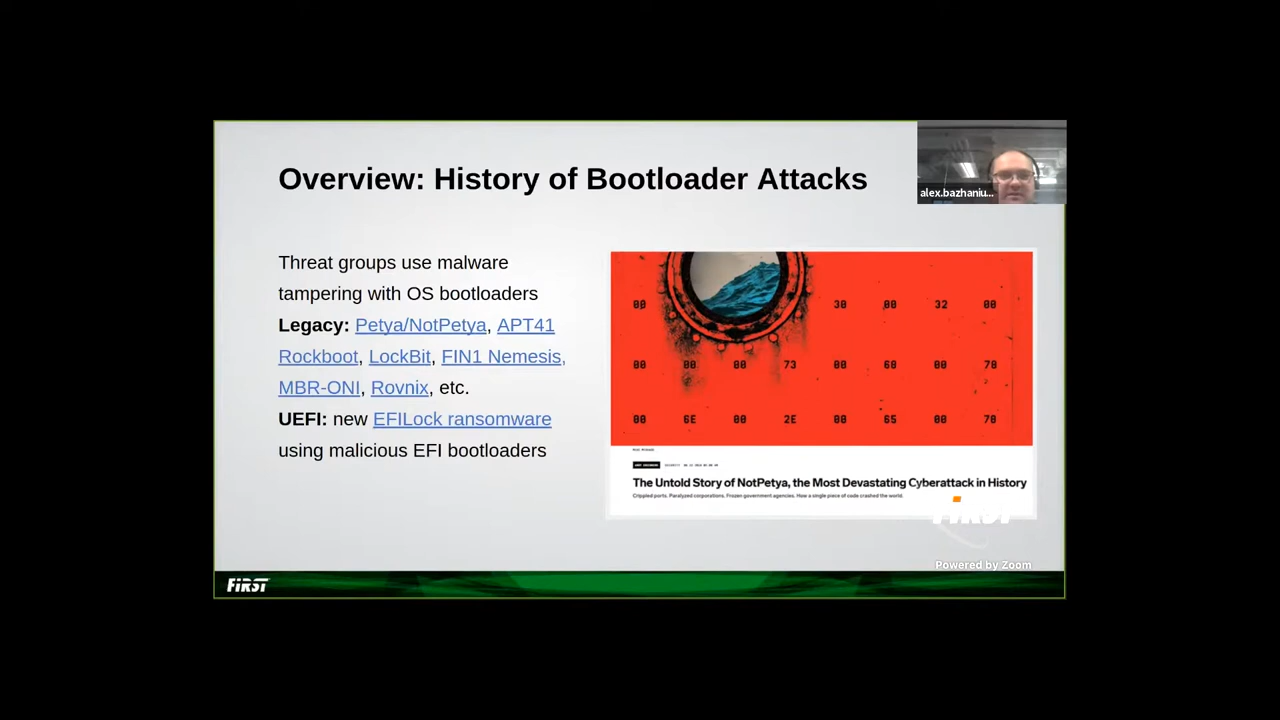 Overview: History of Bootloader Attacks
alex.bazhaniu...
Threat groups use malware
tampering with OS bootloaders
Legacy: Petya/NotPetya, APT41
Rockboot, LockBit, FIN1 Nemesis,
MBR-ONI, Rovnix, etc.
UEFI: new EFILock ransomware
using malicious EFI bootloaders
00 30 00 32 00
00 00 00 73 00 60 00 70
00 6E 00 2E 00 65 00 70
The Untold Story of NotPetya, the Most Devastating Cyberattack in History
Crippled ports. Paralyzed corporations. Frozen government agencies. How a single piece of code crashed the world.
FIRST
Powered by Zoom
FIRST